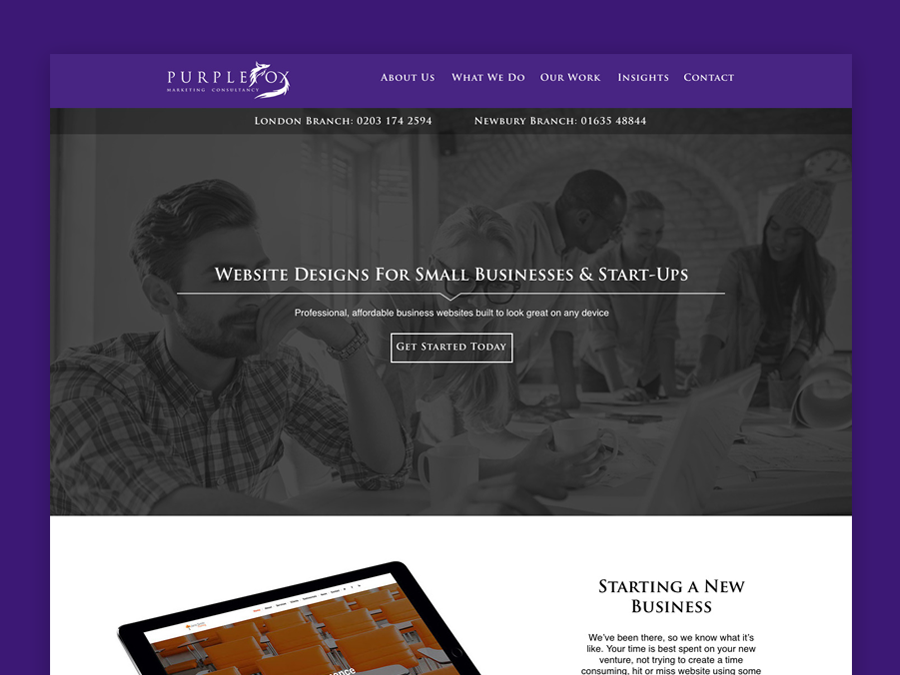 PURPLEFOX
MARKETING CONSULTANCY
About Us What We Do Our Work Insights Contact
London Branch: 0203 174 2594 Newbury Branch: 01635 48844
Website Designs For Small Businesses & Start-Ups
Professional, affordable business websites built to look great on any device
Get Started Today
Starting a New
Business
We've been there, so we know what it's
like. Your time is best spent on your new
venture, not trying to create a time
consuming, hit or miss website using some